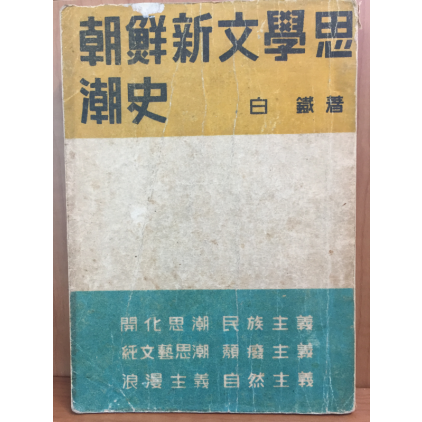 朝鮮新文學思
潮史
白鐵著
開化思潮 民族主義
純文藝思潮 頹廢主義
浪漫主義 自然主義